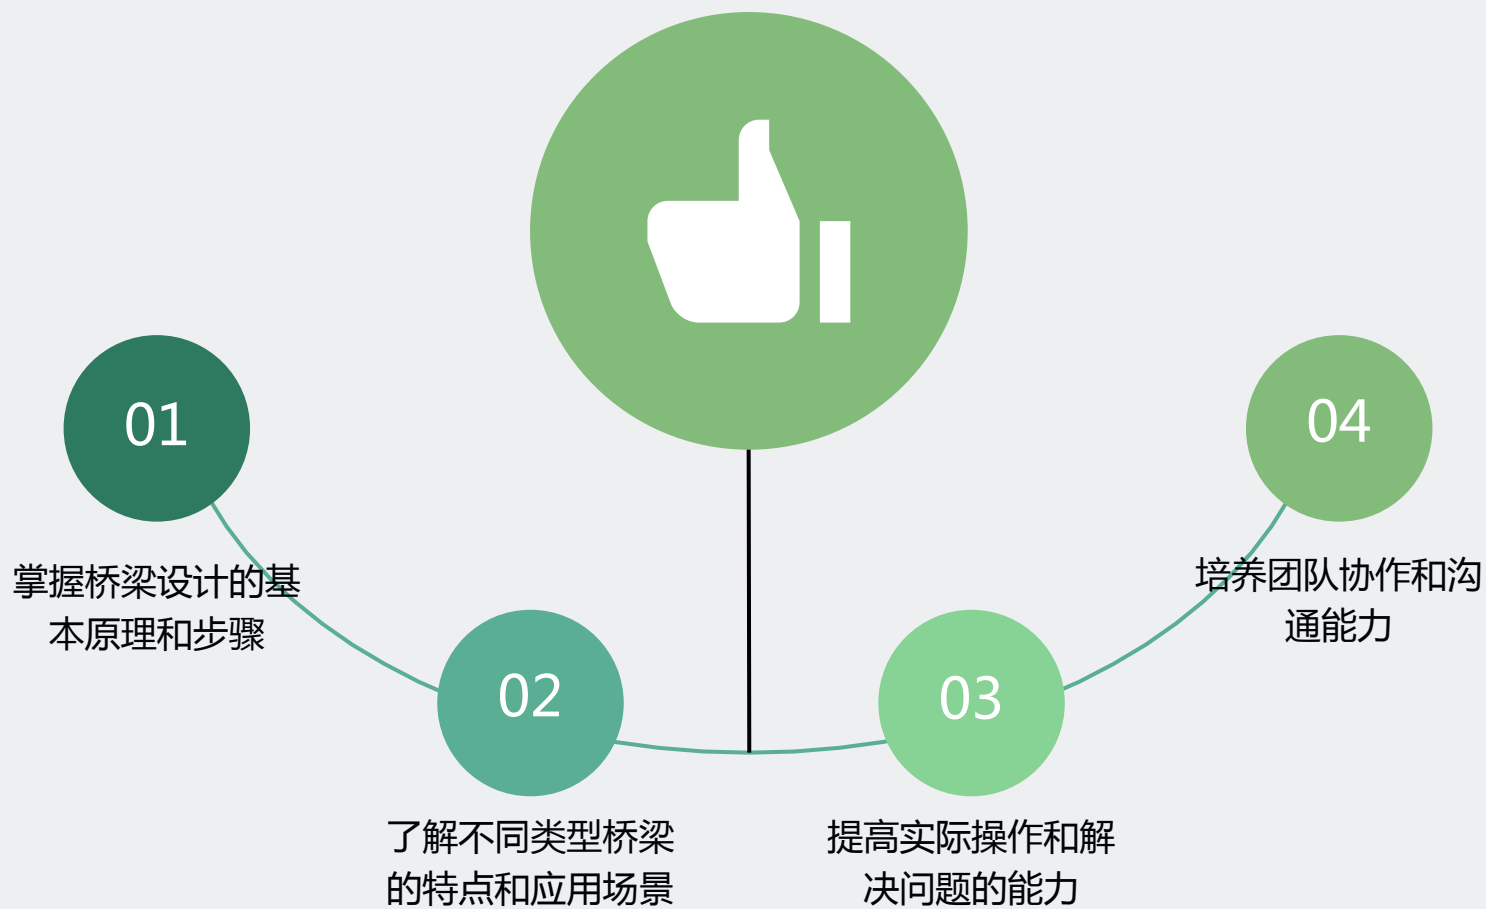 01
掌握桥梁设计的基
本原理和步骤
02
了解不同类型桥梁
的特点和应用场景
03
提高实际操作和解
决问题的能力
04
培养团队协作和沟
通能力